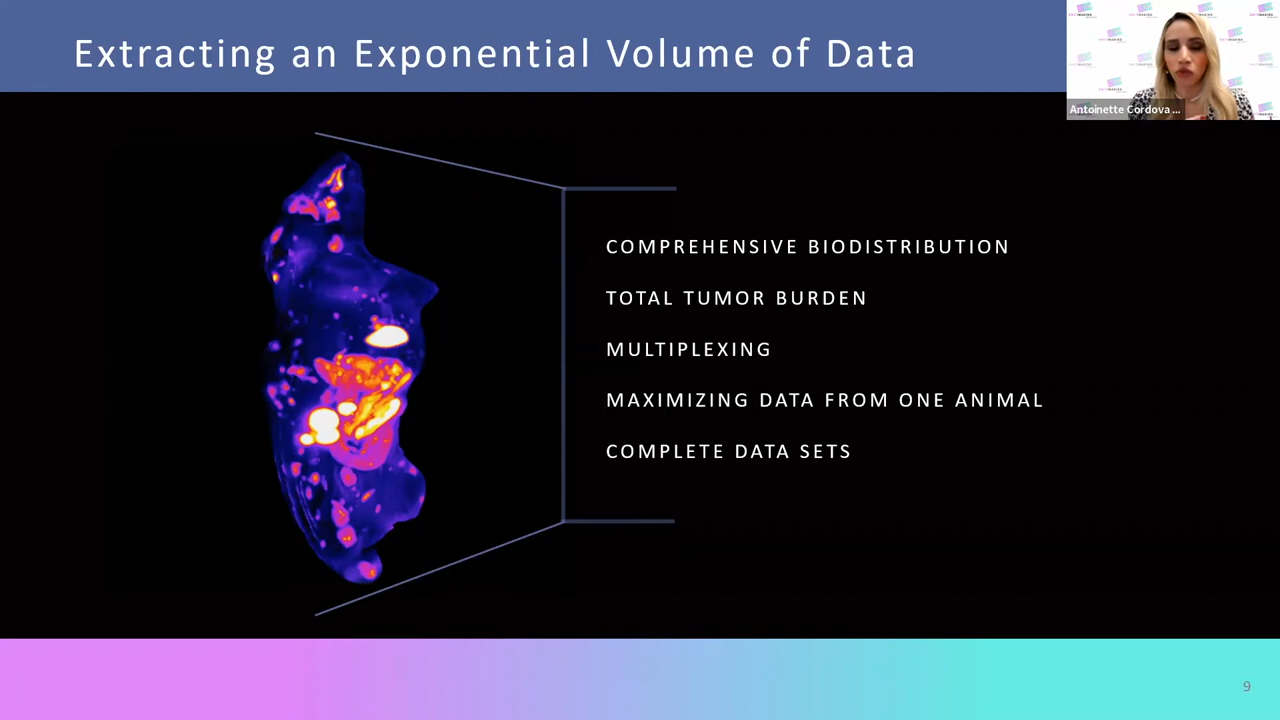 Extracting an Exponential Volume of Data
Antoinette Cordova ...
COMPREHENSIVE BIODISTRIBUTION
TOTAL TUMOR BURDEN
MULTIPLEXING
MAXIMIZING DATA FROM ONE ANIMAL
COMPLETE DATA SETS
9